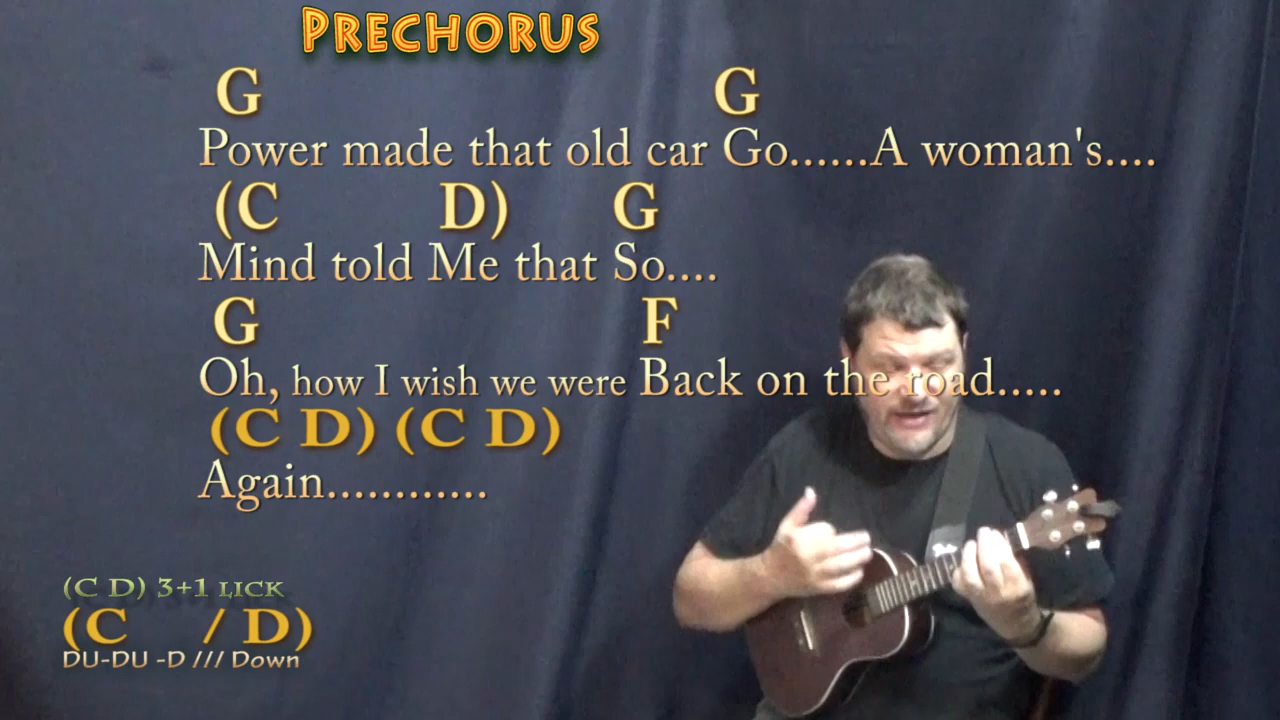 PRECHORUS
G G
Power made that old car Go......A woman's....
(C D) G
Mind told Me that So....
G F
Oh, how I wish we were Back on the road.....
(C D) (C D)
Again............
(C D) 3+1 LICK
(C / D)
DU-DU -D /// Down